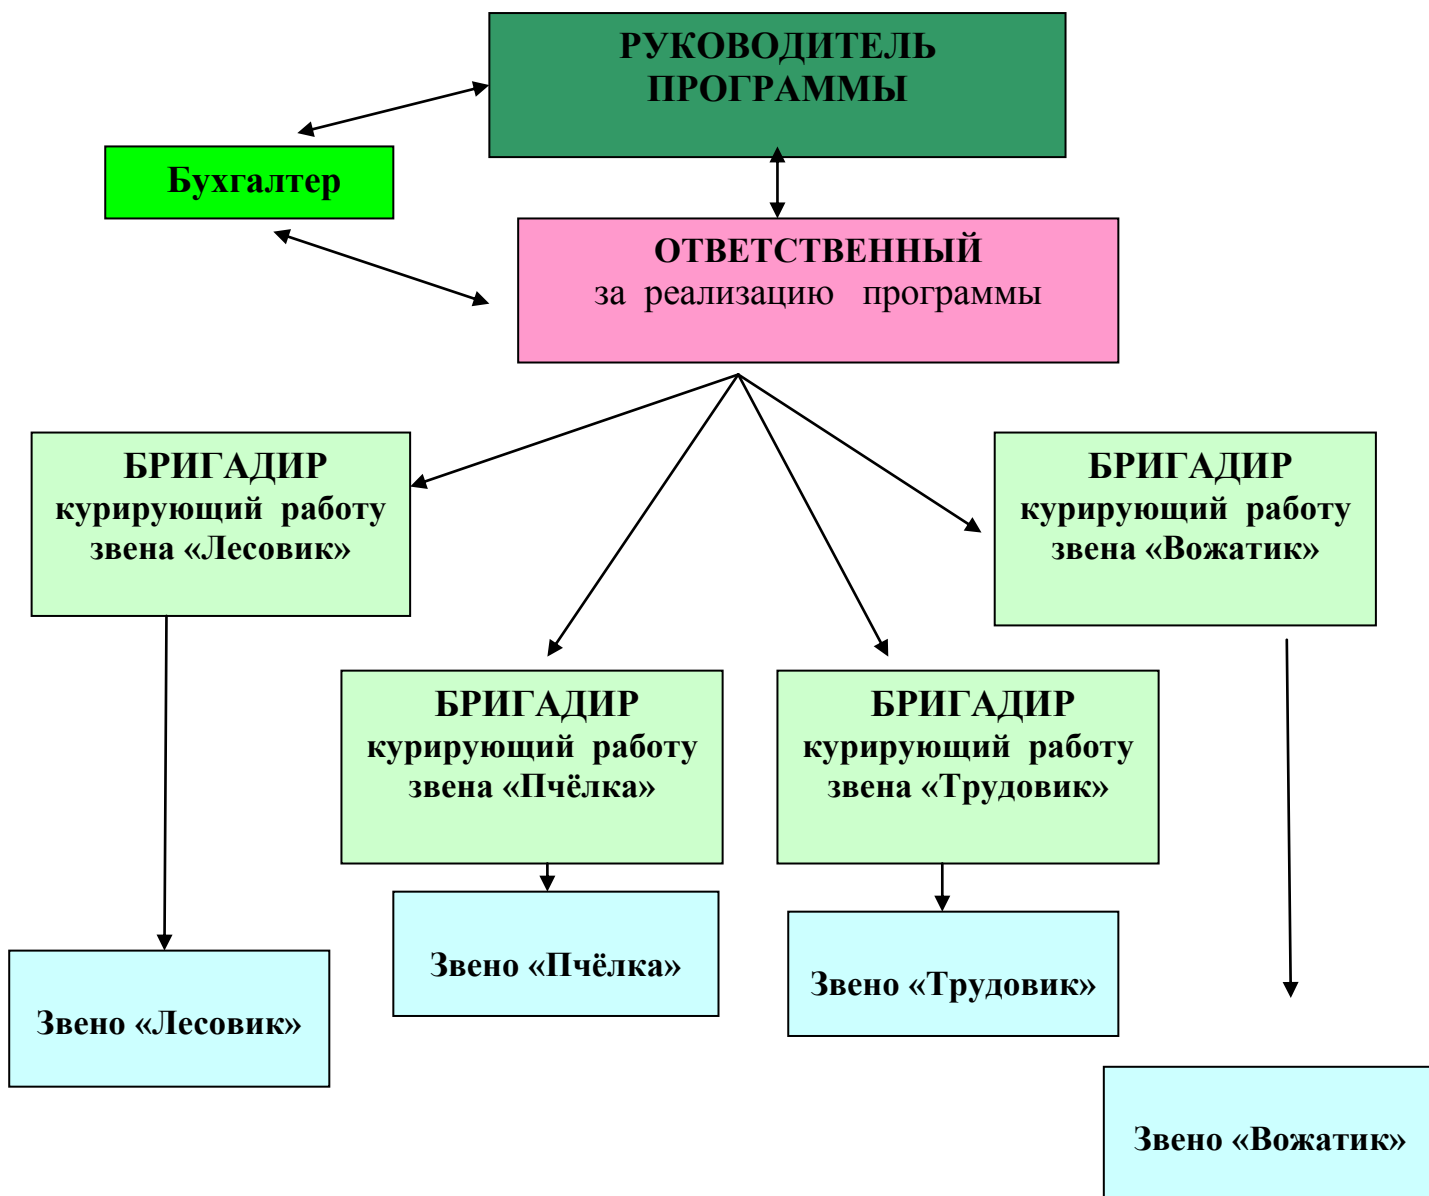 РУКОВОДИТЕЛЬ
ПРОГРАММЫ
Бухгалтер
ОТВЕТСТВЕННЫЙ
за реализацию программы
БРИГАДИР
курирующий работу
звена «Лесовик»
БРИГАДИР
курирующий работу
звена «Вожатик»
БРИГАДИР
курирующий работу
звена «Пчёлка»
БРИГАДИР
курирующий работу
звена «Трудовик»
Звено «Пчёлка»
Звено «Трудовик»
Звено «Лесовик»
Звено «Вожатик»